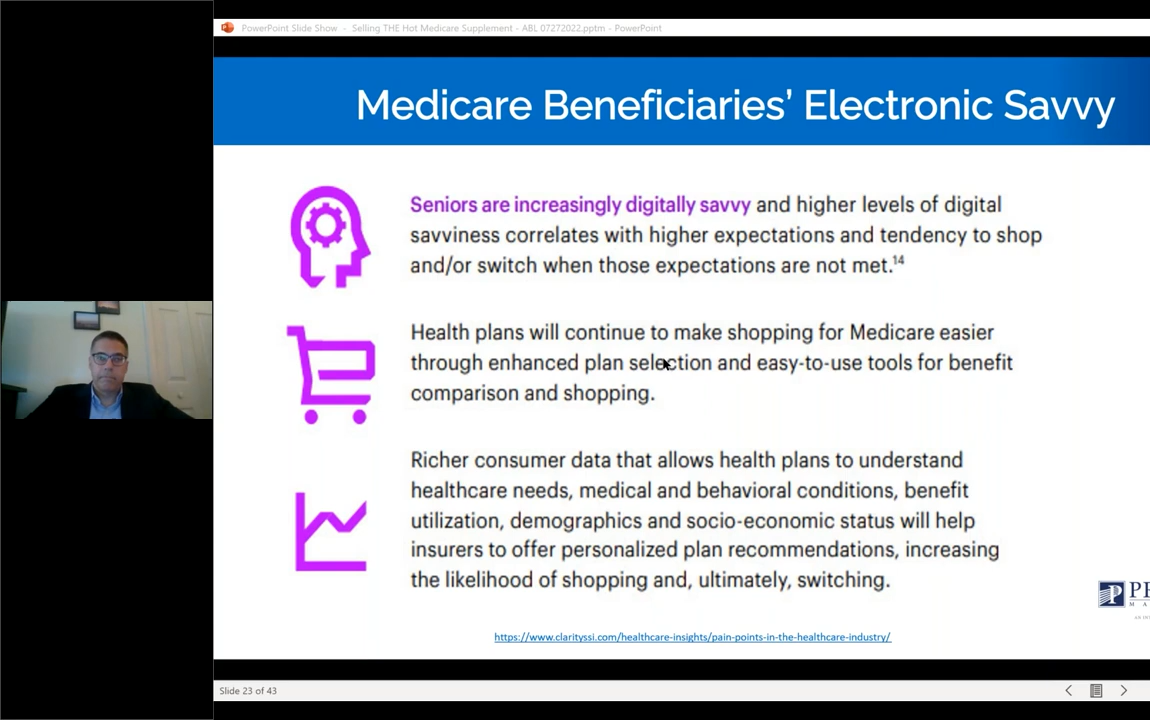 PowerPoint Slide Show - Selling THE Hot Medicare Supplement - ABL 07272022.pptm - PowerPoint
Medicare Beneficiaries' Electronic Savvy
Seniors are increasingly digitally savvy and higher levels of digital
savviness correlates with higher expectations and tendency to shop
and/or switch when those expectations are not met.14
Health plans will continue to make shopping for Medicare easier
through enhanced plan selection and easy-to-use tools for benefit
comparison and shopping.
Richer consumer data that allows health plans to understand
healthcare needs, medical and behavioral conditions, benefit
utilization, demographics and socio-economic status will help
insurers to offer personalized plan recommendations, increasing
the likelihood of shopping and, ultimately, switching.
https://www.clarityssi.com/healthcare-insights/pain-points-in-the-healthcare-industry/
Slide 23 of 43